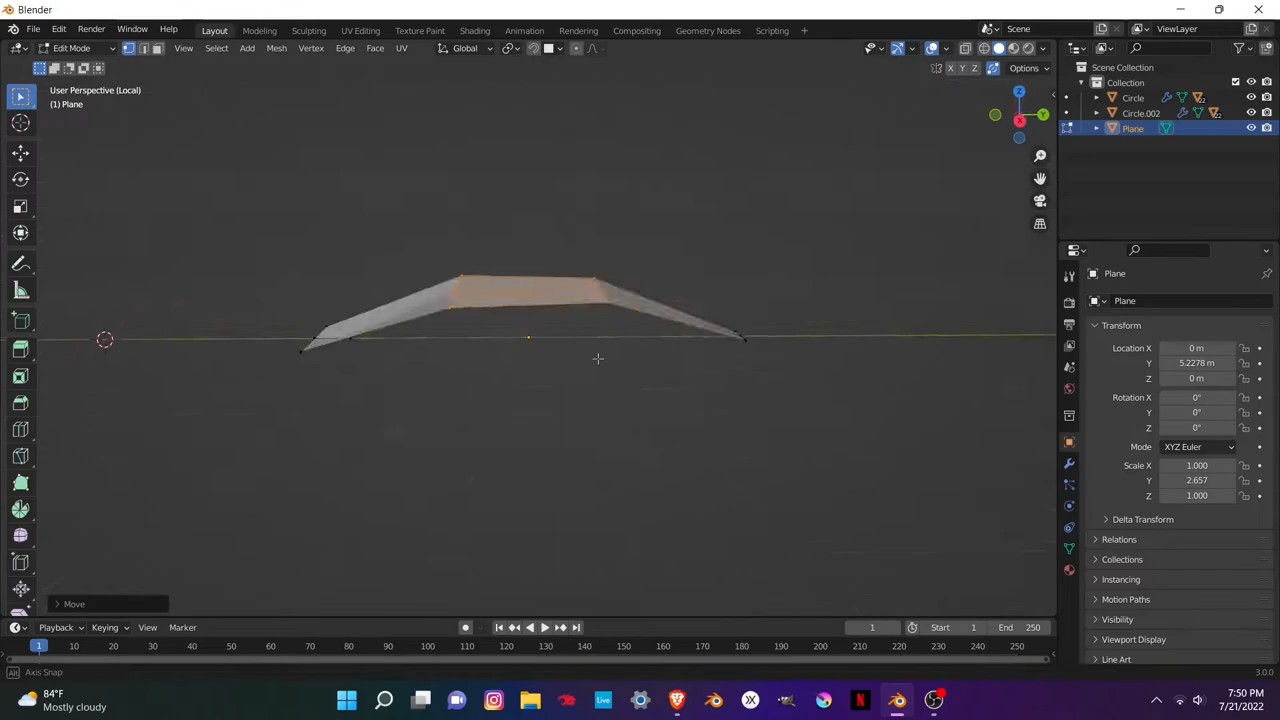 Blender
File Edit Render Window Help Layout Modeling Sculpting UV Editing Texture Paint Shading Animation Rendering Compositing Geometry Nodes Scripting + Scene ViewLayer
Edit Mode View Select Add Mesh Vertex Edge Face UV Global
X Y Z Options
User Perspective (Local)
(1) Plane
Z
Y
X
Scene Collection
Collection
Circle 22
Circle.002 22
Plane
Plane
Plane
Transform
Location X 0 m
Y 5.2278 m
Z 0 m
Rotation X 0°
Y 0°
Z 0°
Mode XYZ Euler
Scale X 1.000
Y 2.657
Z 1.000
Delta Transform
Relations
Collections
Instancing
Motion Paths
Visibility
Viewport Display
Line Art
Move
Playback Keying View Marker 1 Start 1 End 250
1 10 20 30 40 50 60 70 80 90 100 110 120 130 140 150 160 170 180 190 200 210 220 230 240 250
Alt Axis Snap 3.0.0
84°F
Mostly cloudy
Live
N
7:50 PM
7/21/2022